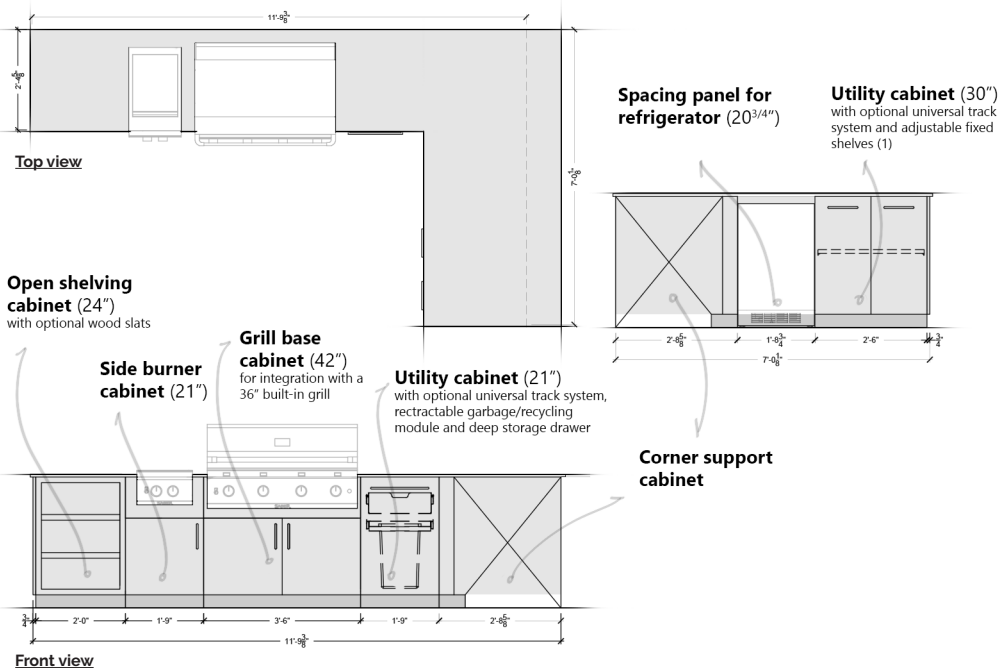 11'-9 3/8"
2'-4 5/8"
7'-0 1/8"
Top view
Spacing panel for
refrigerator (20 3/4")
Utility cabinet (30")
with optional universal track
system and adjustable fixed
shelves (1)
2'-8 5/8"
1'-8 3/4"
2'-6"
3/4
7'-0 1/8"
Open shelving
cabinet (24")
with optional wood slats
Side burner
cabinet (21")
Grill base
cabinet (42")
for integration with a
36" built-in grill
Utility cabinet (21")
with optional universal track system,
rectractable garbage/recycling
module and deep storage drawer
Corner support
cabinet
3/4
2'-0"
1'-9"
3'-6"
1'-9"
2'-8 5/8"
11'-9 3/8"
Front view